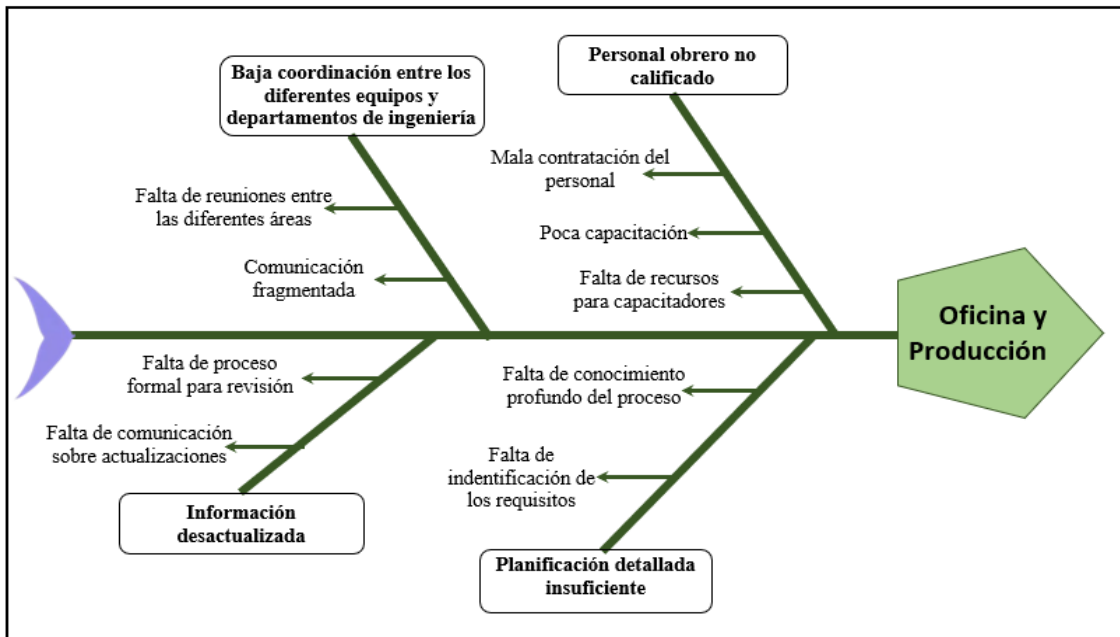 Baja coordinación entre los
diferentes equipos y
departamentos de ingeniería
Personal obrero no
calificado
Falta de reuniones entre
las diferentes áreas
Comunicación
fragmentada
Mala contratación del
personal
Poca capacitación
Falta de recursos
para capacitadores
Oficina y
Producción
Falta de proceso
formal para revisión
Falta de comunicación
sobre actualizaciones
Información
desactualizada
Falta de conocimiento
profundo del proceso
Falta de
indentificación de
los requisitos
Planificación detallada
insuficiente